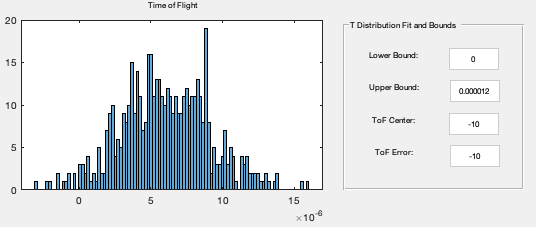 Time of Flight
20
15
10
5
0
0 5 10 15
×10⁻⁶
T Distribution Fit and Bounds
Lower Bound: 0
Upper Bound: 0.000012
ToF Center: -10
ToF Error: -10